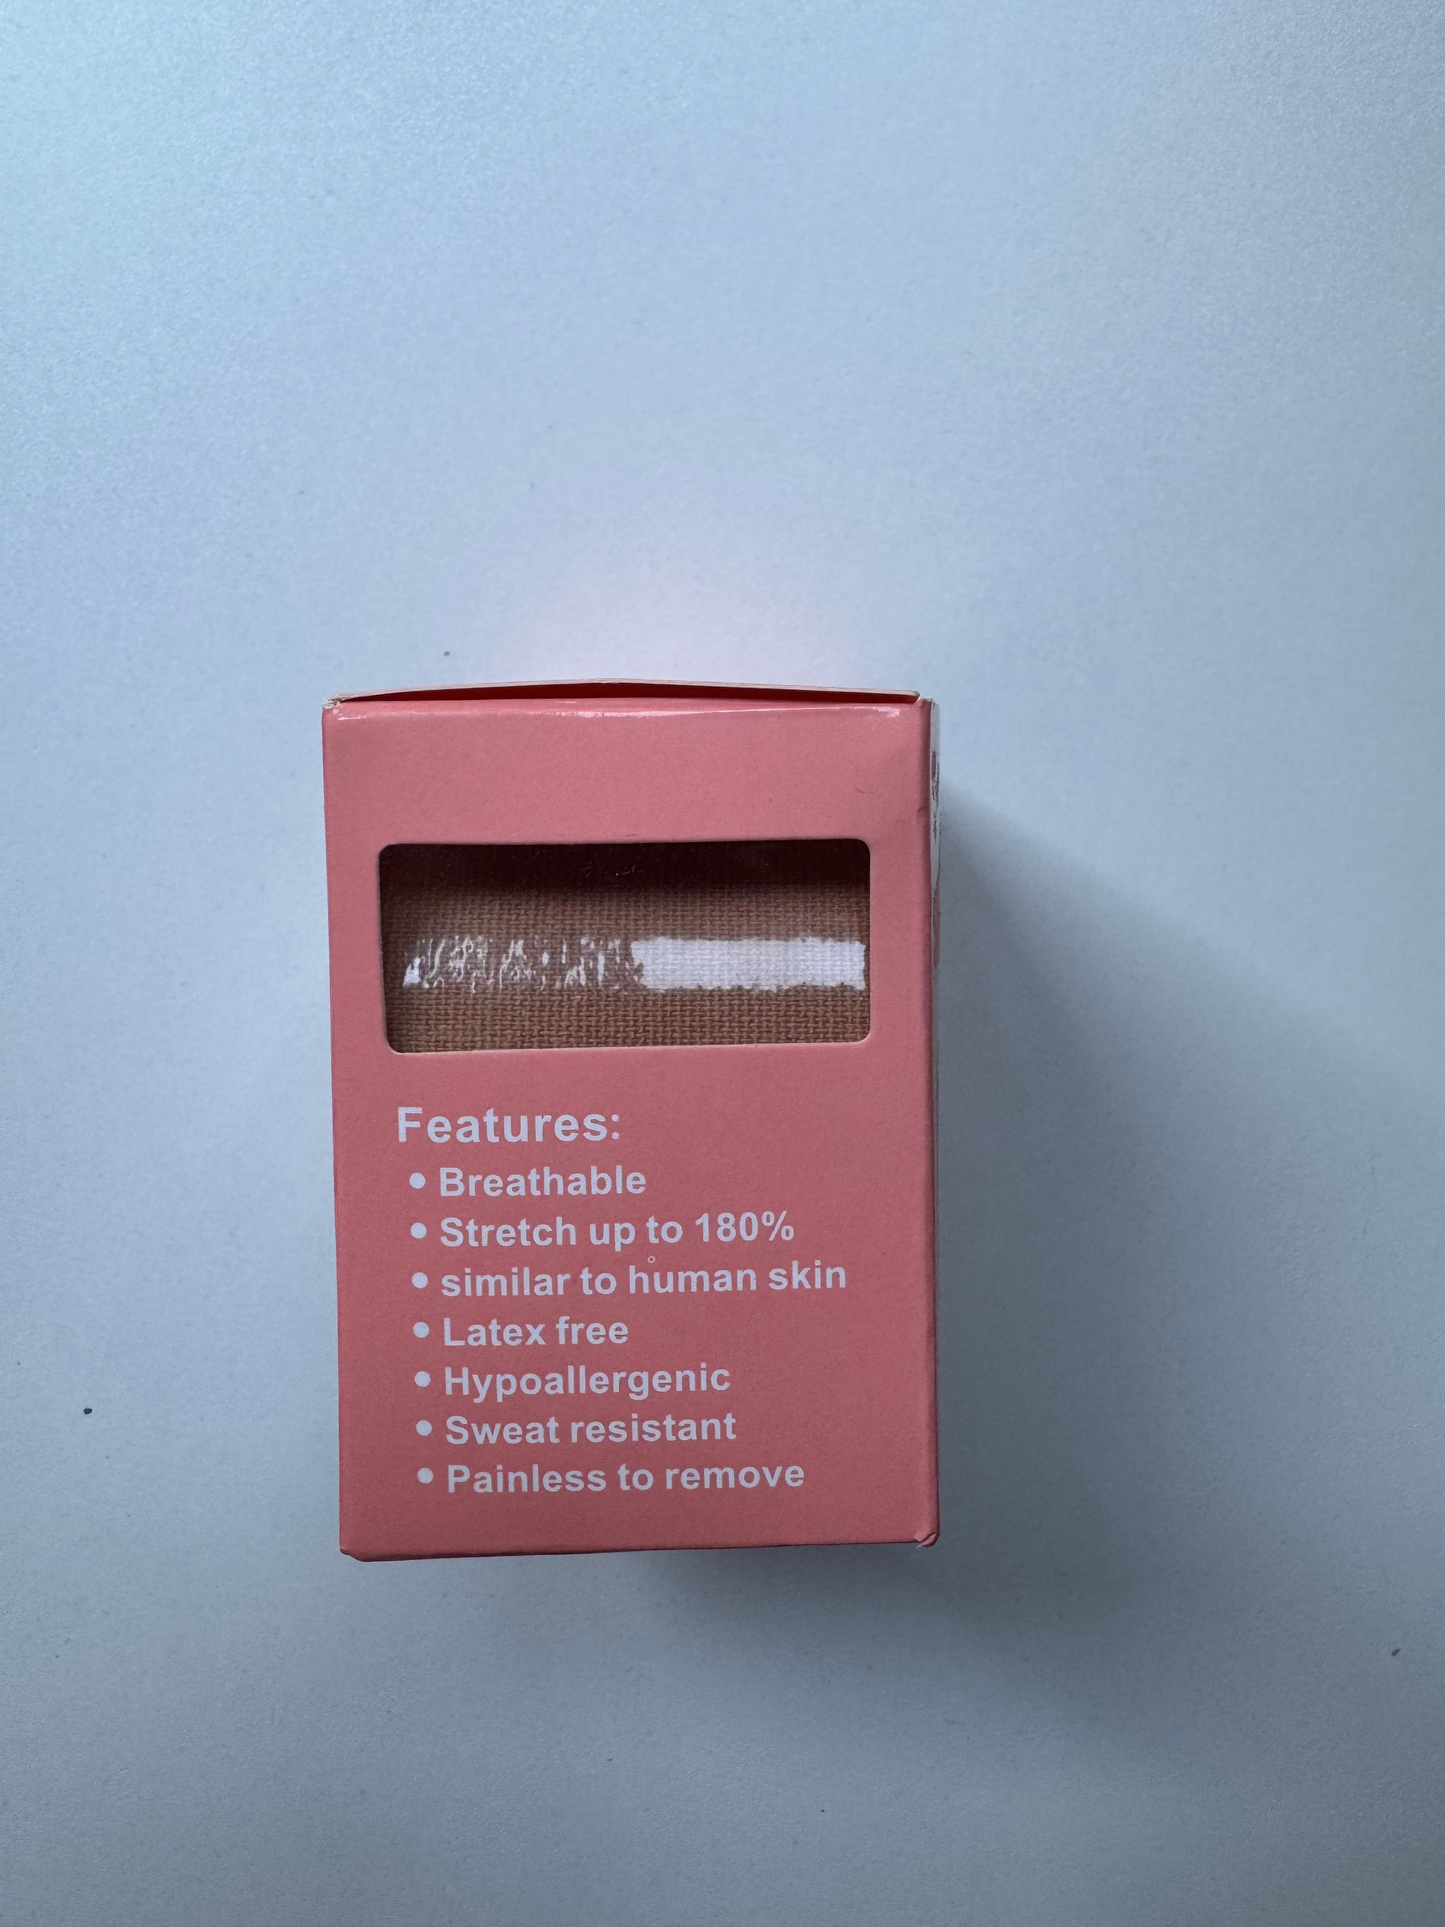 Features:
• Breathable
• Stretch up to 180%
• similar to human skin
• Latex free
• Hypoallergenic
• Sweat resistant
• Painless to remove